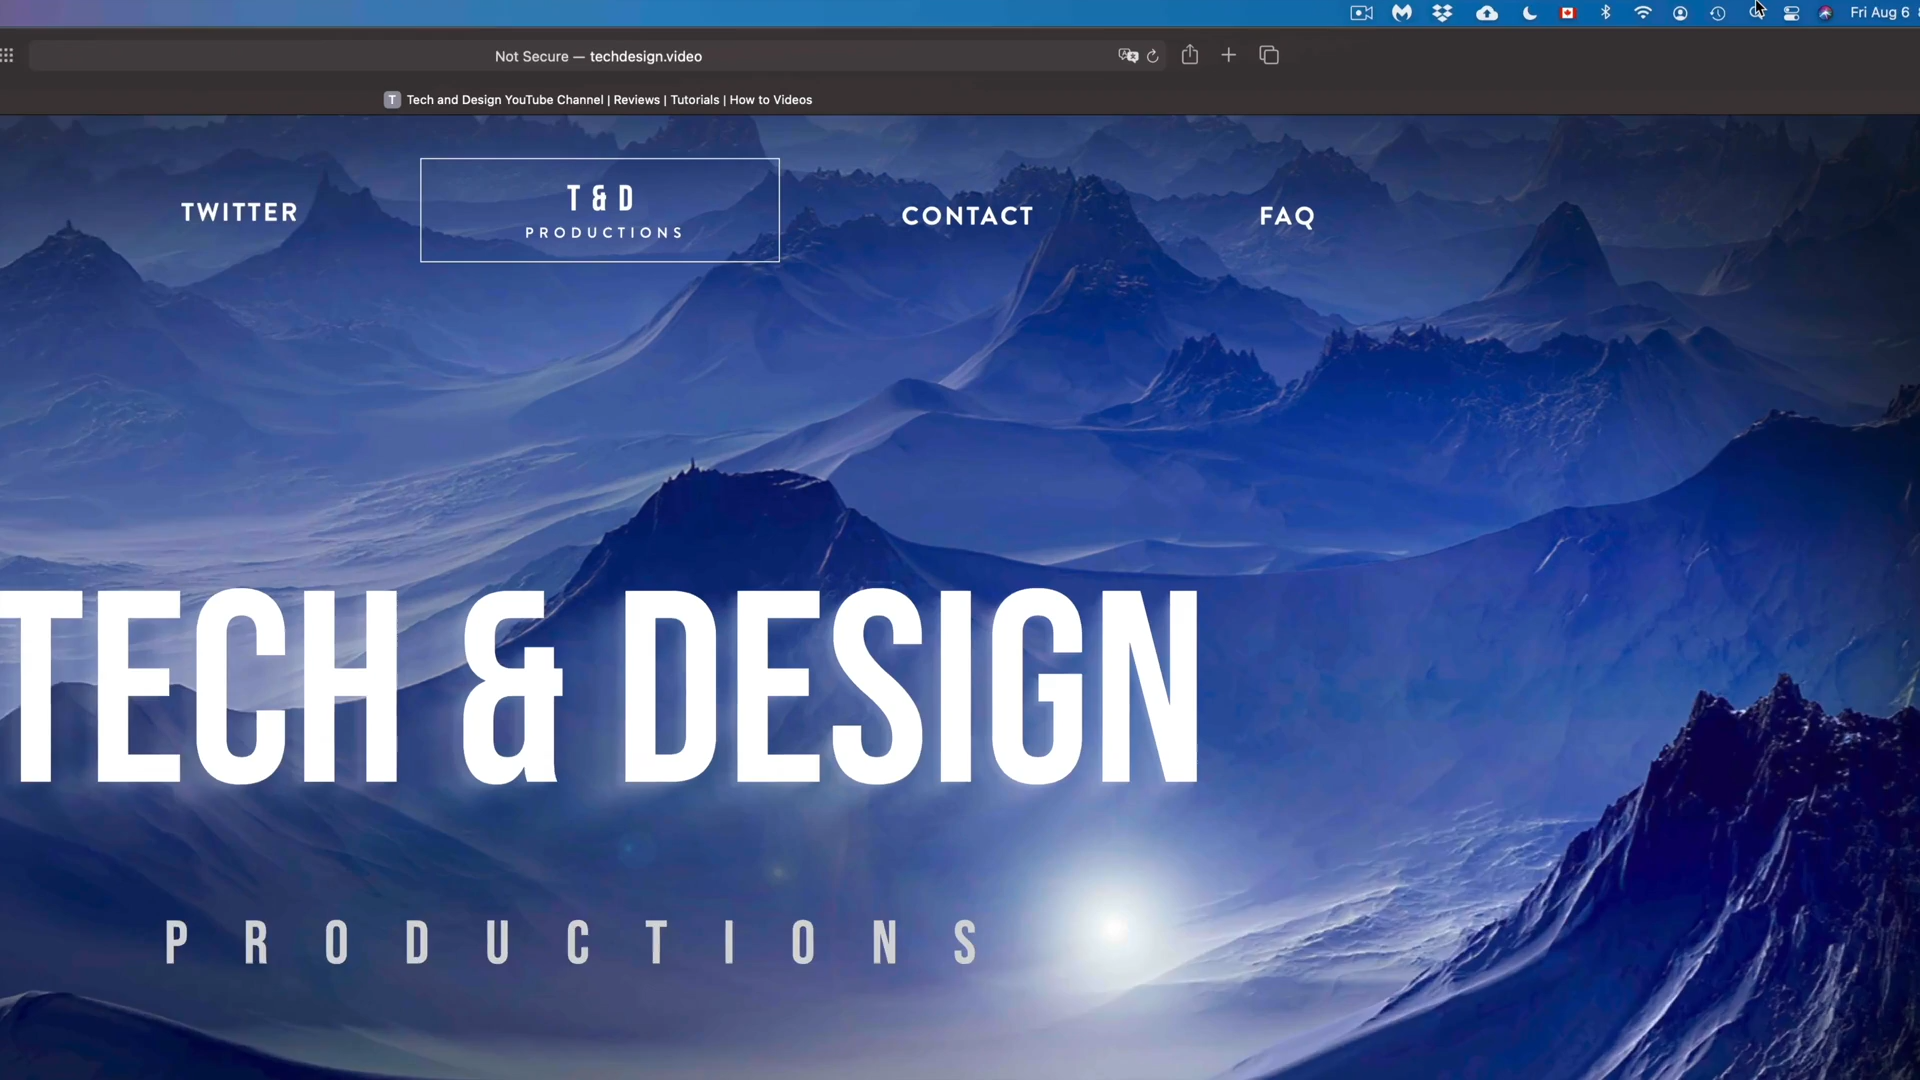 Fri Aug 6
Not Secure — techdesign.video
T Tech and Design YouTube Channel | Reviews | Tutorials | How to Videos
TWITTER
T & D
PRODUCTIONS
CONTACT
FAQ
TECH & DESIGN
PRODUCTIONS